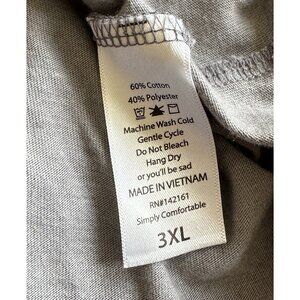 60% Cotton
40% Polyester
Machine Wash Cold
Gentle Cycle
Do Not Bleach
Hang Dry
or you'll be sad
MADE IN VIETNAM
RN#142161
Simply Comfortable
3XL